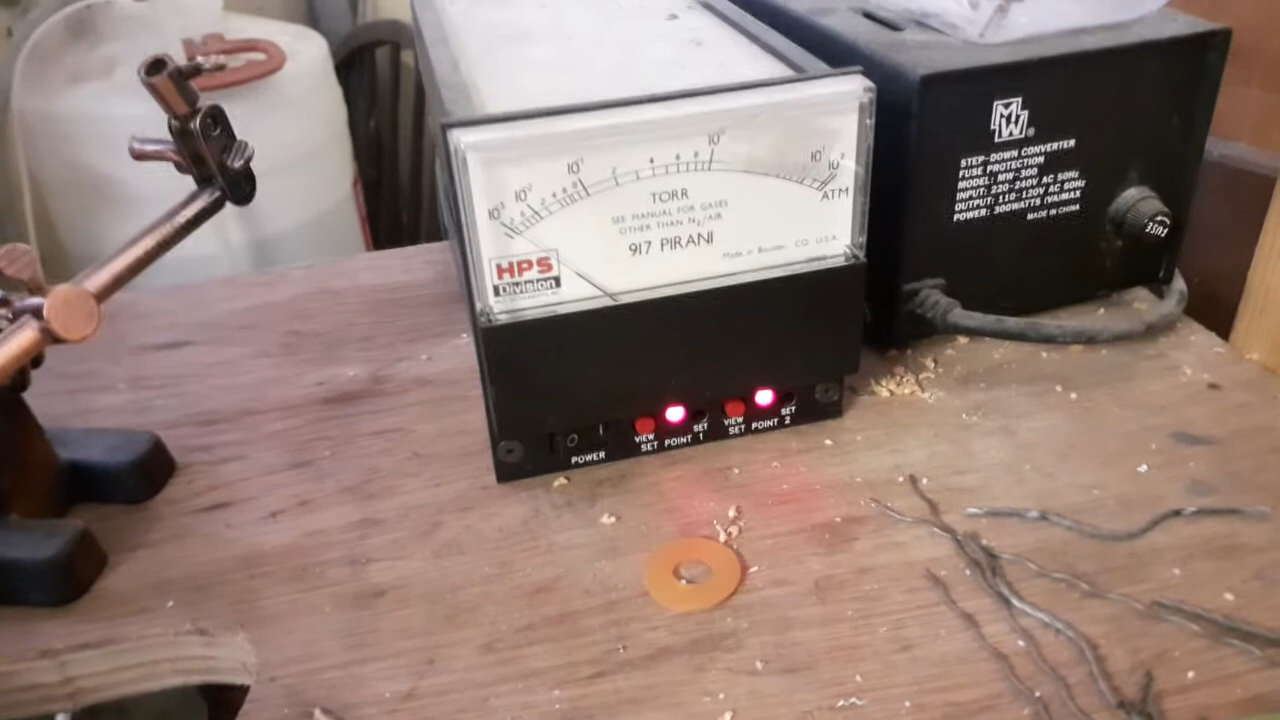 TORR
SEE MANUAL FOR GASES
OTHER THAN N₂/AIR
917 PIRANI
Made in Boulder, CO. U.S.A.
ATM
HPS
Division
POWER
VIEW
SET POINT 1
SET
VIEW
SET POINT 2
SET
MW®
STEP-DOWN CONVERTER
FUSE PROTECTION
MODEL: MW-300
INPUT: 220-240V AC 50Hz
OUTPUT: 110-120V AC 60Hz
POWER: 300WATTS (VA)MAX
MADE IN CHINA
FUSE